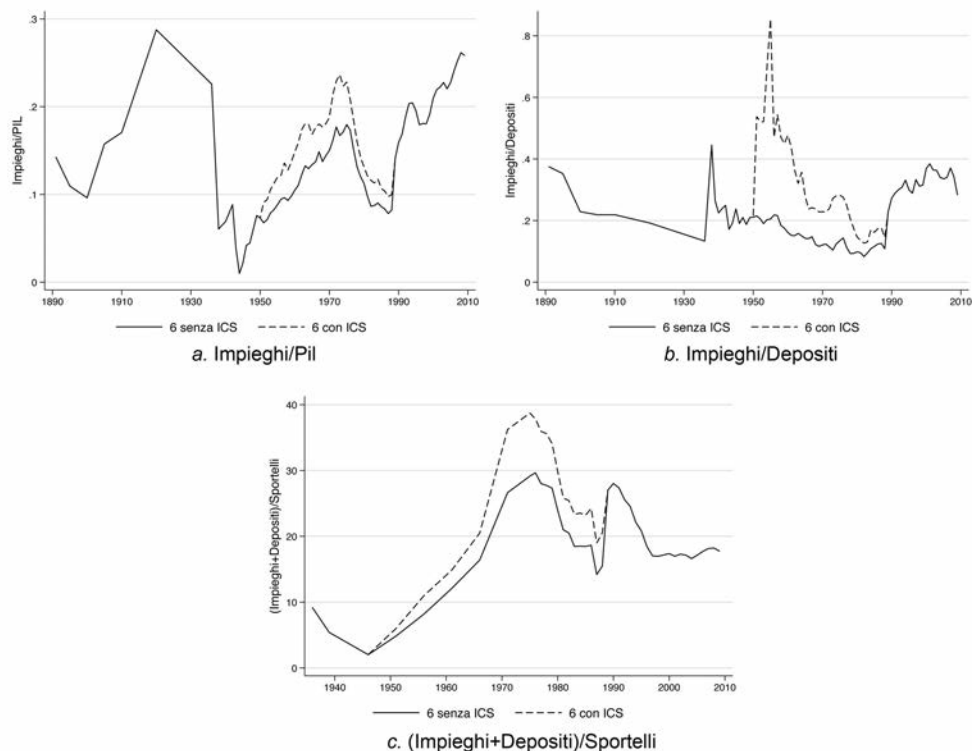 .3
.2
.1
0
Impieghi/PIL
1890 1910 1930 1950 1970 1990 2010
6 senza ICS 6 con ICS
a. Impieghi/Pil
.8
.6
.4
.2
0
Impieghi/Depositi
1890 1910 1930 1950 1970 1990 2010
6 senza ICS 6 con ICS
b. Impieghi/Depositi
40
30
20
10
0
(Impieghi+Depositi)/Sportelli
1940 1950 1960 1970 1980 1990 2000 2010
6 senza ICS 6 con ICS
c. (Impieghi+Depositi)/Sportelli